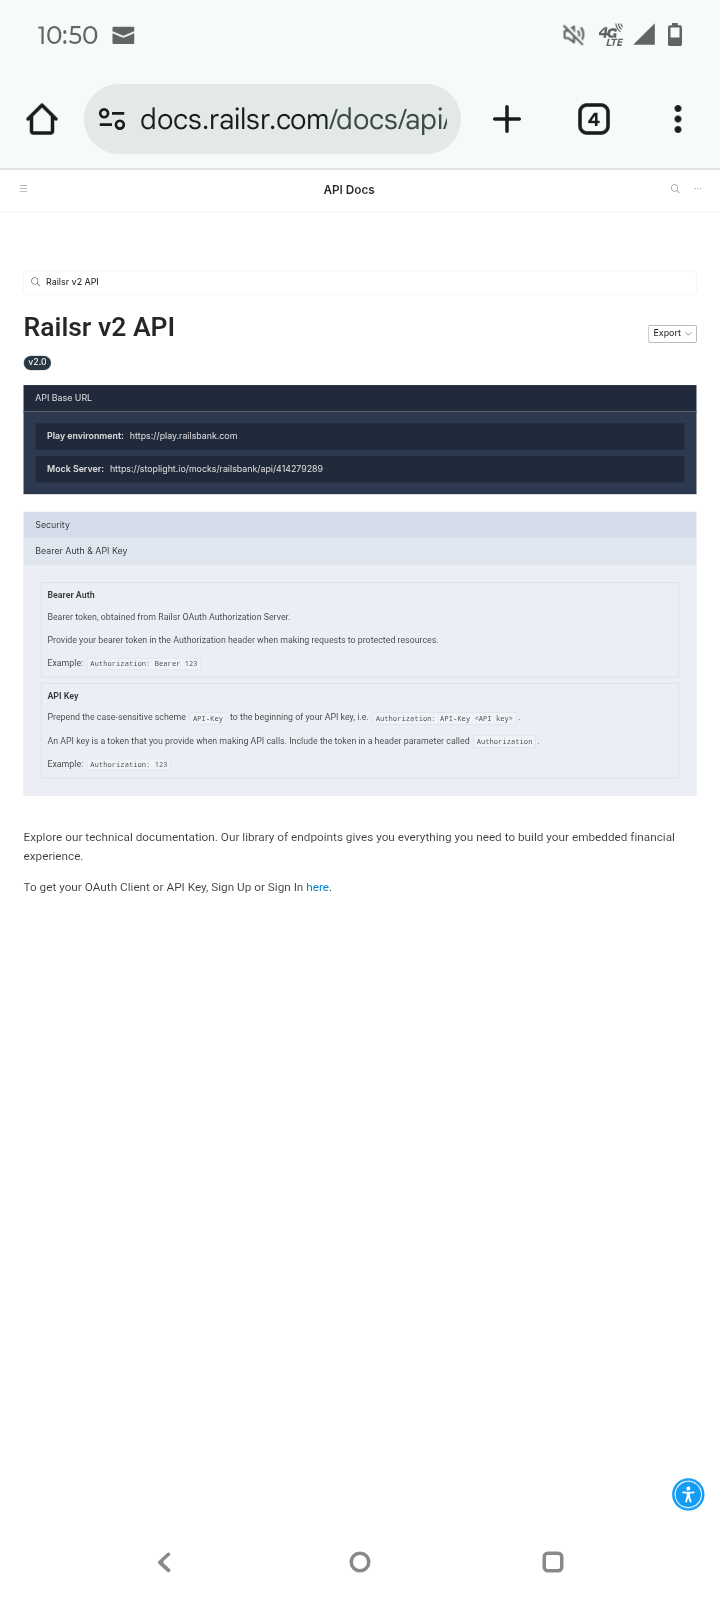 10:50
4G LTE
docs.railsr.com/docs/api/
4
API Docs
Railsr v2 API
Railsr v2 API
Export
v2.0
API Base URL
Play environment: https://play.railsbank.com
Mock Server: https://stoplight.io/mocks/railsbank/api/414279289
Security
Bearer Auth & API Key
Bearer Auth
Bearer token, obtained from Railsr OAuth Authorization Server.
Provide your bearer token in the Authorization header when making requests to protected resources.
Example: Authorization: Bearer 123
API Key
Prepend the case-sensitive scheme API-Key to the beginning of your API key, i.e. Authorization: API-Key <API key> .
An API key is a token that you provide when making API calls. Include the token in a header parameter called Authorization .
Example: Authorization: 123
Explore our technical documentation. Our library of endpoints gives you everything you need to build your embedded financial
experience.
To get your OAuth Client or API Key, Sign Up or Sign In here.